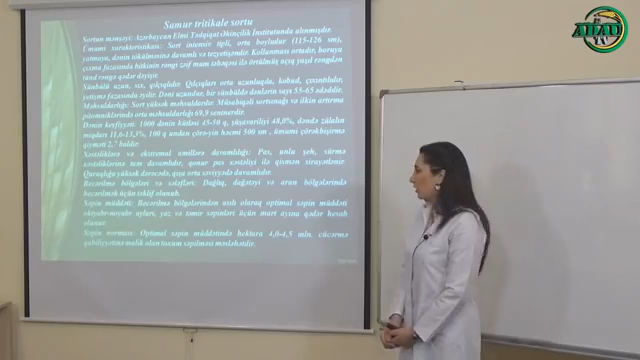 Samur tritikale sortu
Sortun mənşəyi: Azərbaycan Elmi Tədqiqat Əkinçilik İnstitutunda alınmışdır.
Ümumi xarakteristikası: Sort intensiv tipli, orta boyludur (115-126 sm),
yatmaya, dənin tökülməsinə davamlı və tezyetişəndir. Kollanması ortadır, boruya
çıxma fazasında bitkinin rəngi zəif mum təbəqəsi ilə örtülmüş açıq yaşıl rəngdən
tünd rəngə qədər dəyişir.
Sünbülü uzun, sıx, qılçıqlıdır. Qılçıqları orta uzunluqda, kobud,
yetişmə fazasında əyilir. Dəni uzundur, bir sünbüldə dənlərin sayı 55-65 ədəddir.
Məhsuldarlığı: Sort yüksək məhsuldardır. Müsabiqəli sortsınağı və ilkin artırma
pitomniklərində orta məhsuldarlığı 69,9 sentnerdir.
Dənin keyfiyyəti: 1000 dənin kütləsi 45-50 q, şüşəvariliyi 48,0%, dəndə zülalın
miqdarı 11,6-13,3%, 100 q undan çörəyin həcmi 500 sm, ümumi çörəkbişirmə
qiyməti 2,7 baldır.
Xəstəliklərə və ekstremal amillərə davamlılığı: Pas, unlu şeh, sürmə
xəstəliklərinə tam davamlıdır, qonur pas xəstəliyi ilə qismən sirayətlənir.
Quraqlığa yüksək dərəcədə, qışa orta səviyyədə davamlıdır.
Becərilmə bölgələri və sələfləri: Dağlıq, dağətəyi və aran bölgələrində
becərilmək üçün təklif olunub.
Səpin müddəti: Becərilmə bölgələrindən asılı olaraq optimal səpin müddəti
oktyabr-noyabr ayları, yaz və təmiz səpinləri üçün mart ayına qədər hesab
olunur.
Səpin norması: Optimal səpin müddətində hektara 4,0-4,5 mln. cücərmə
qabiliyyətinə malik olan toxum səpilməsi məsləhətdir.
ADAU
TV